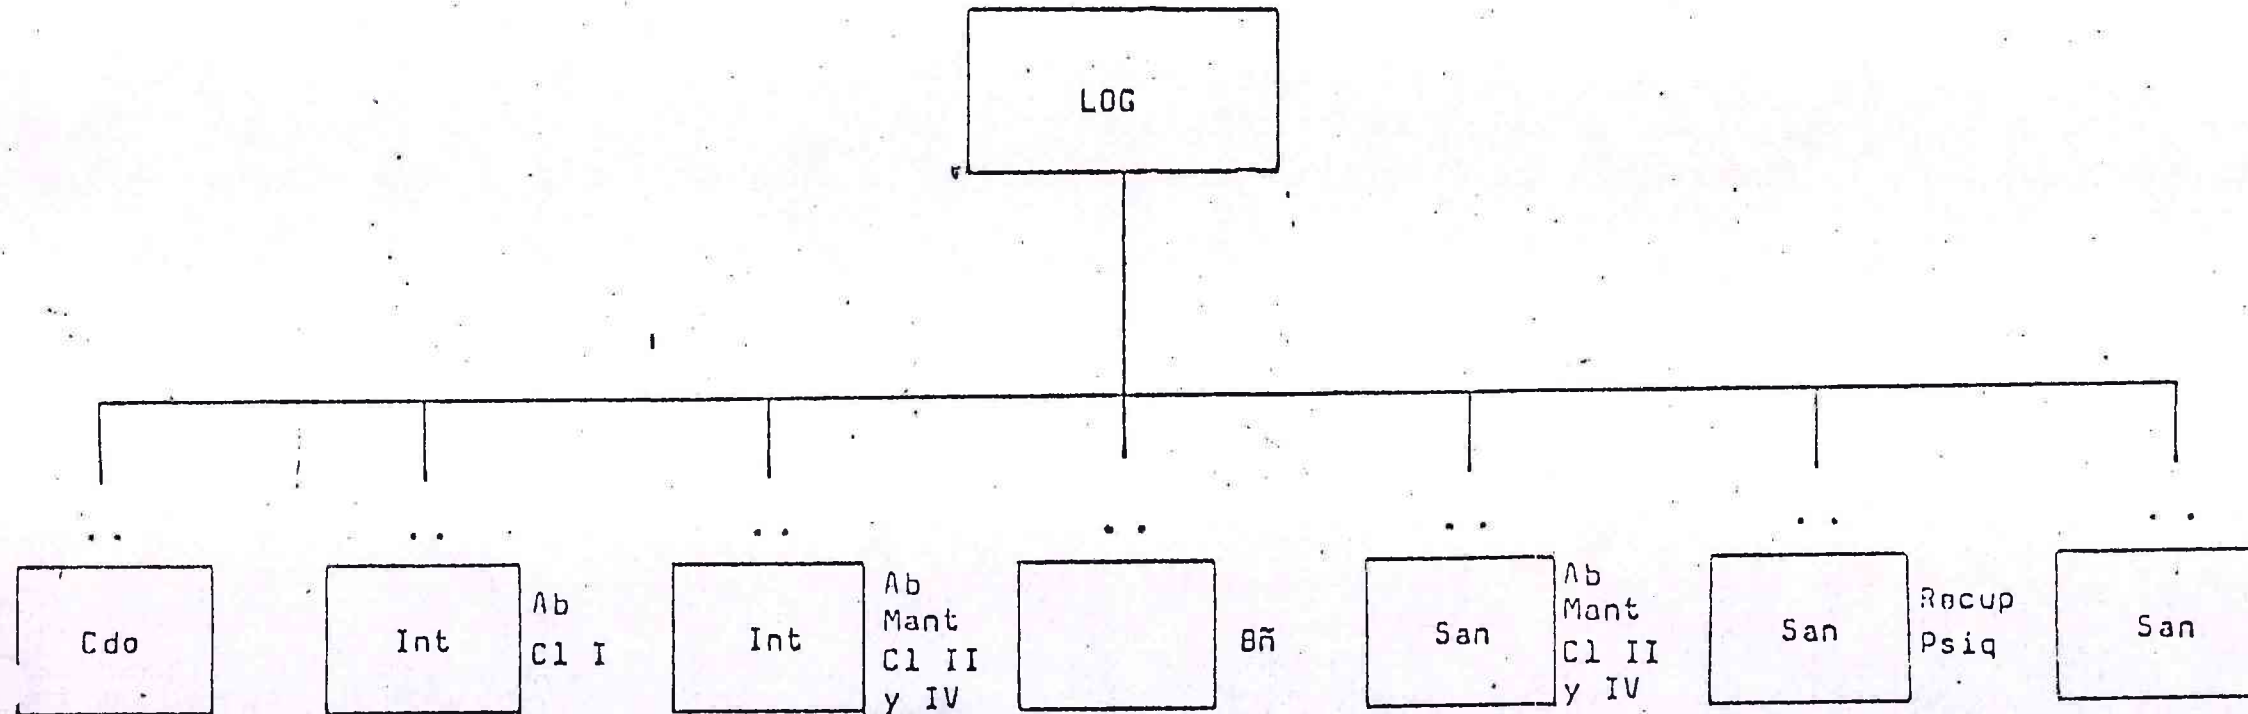 LOG
Cdo
Int
Ab
Cl I
Int
Ab
Mant
Cl II
y IV
Bñ
San
Ab
Mant
Cl II
y IV
San
Recup
Psiq
San